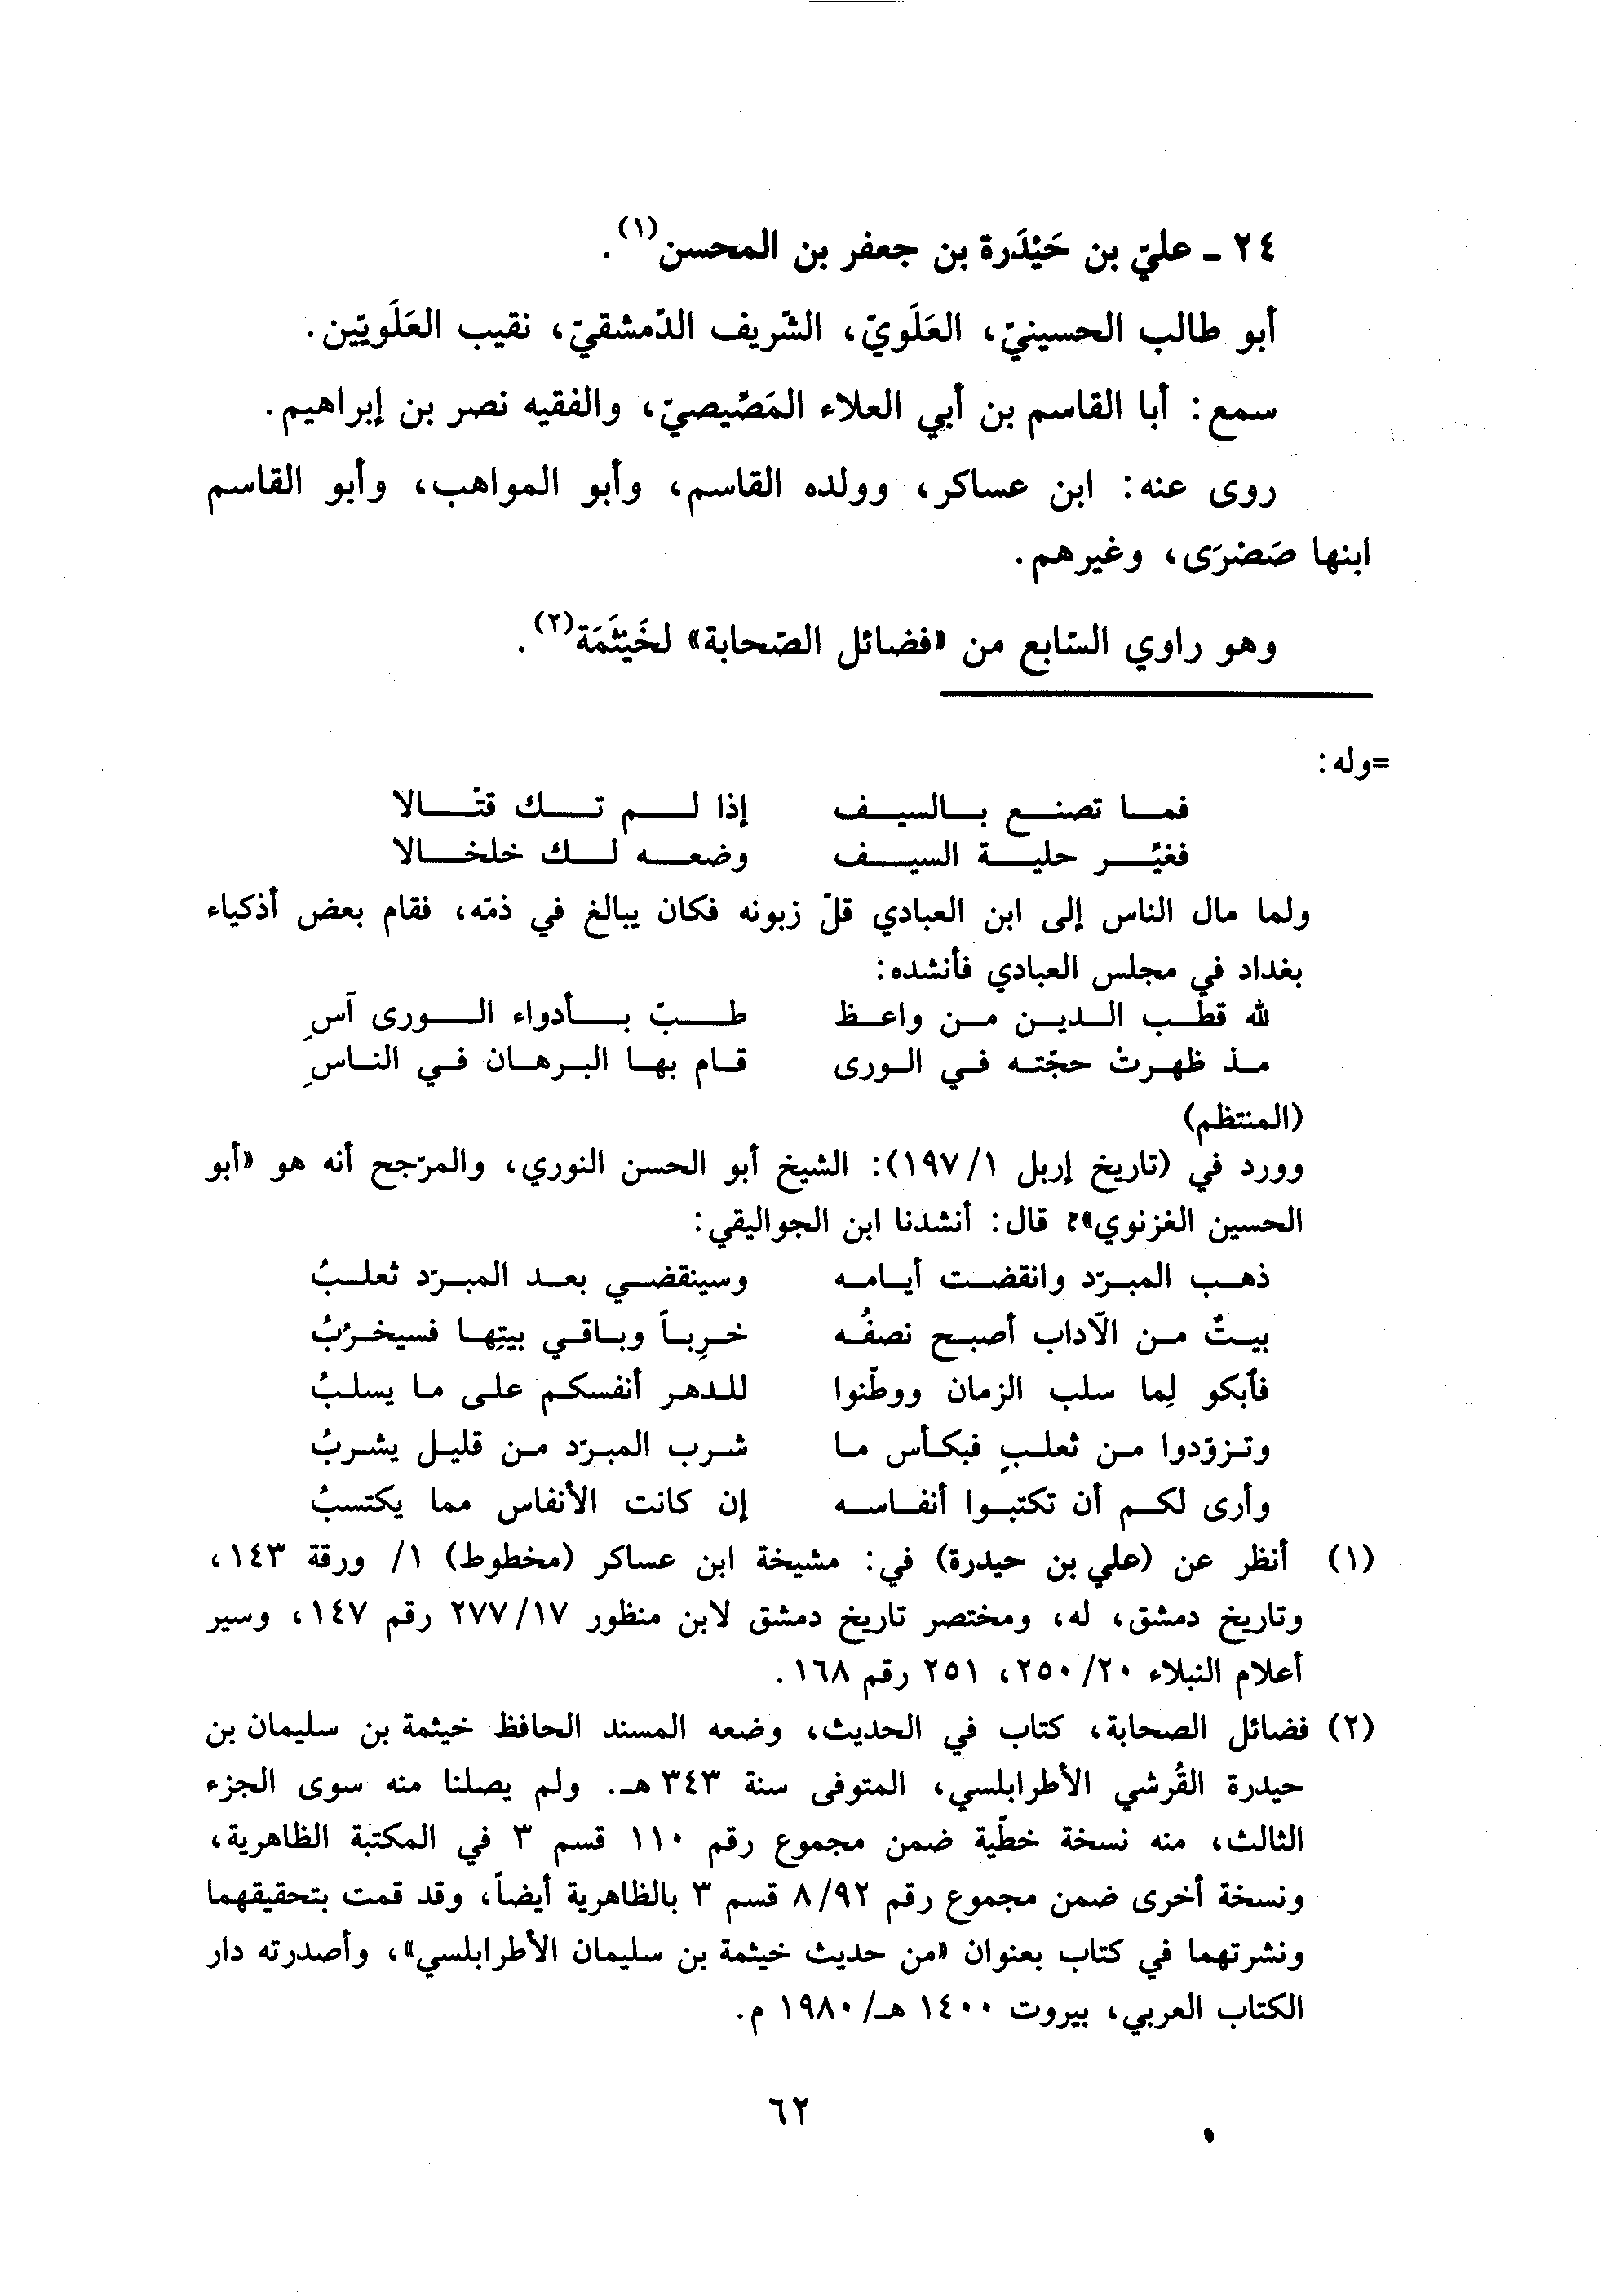 ٢٤ ـ عليّ بن حَيْدَرة بن جعفر بن المحسن(١).
أبو طالب الحسينيّ، العَلَويّ، الشّريف الدّمشقيّ، نقيب العَلَويّين.
سمع: أبا القاسم بن أبي العلاء المَصِّيصيّ، والفقيه نصر بن إبراهيم.
روى عنه: ابن عساكر، وولده القاسم، وأبو المواهب، وأبو القاسم
ابنها صَصْرَى، وغيرهم.
وهو راوي السّابع من «فضائل الصّحابة» لخَيْثَمَة(٢).
=وله:
فمـا تصنـع بـالسيـف إذا لـم تـك قتّـالا
فغيَّـر حليـة السيـف وضعـه لـك خلخـالا
ولما مال الناس إلى ابن العبادي قلّ زبونه فكان يبالغ في ذمّه، فقام بعض أذكياء
بغداد في مجلس العبادي فأنشده:
لله قطـب الـديـن مـن واعـظ طـبّ بـأدواء الـورى آسِ
مـذ ظهـرتْ حجّتـه فـي الـورى قـام بهـا البـرهـان فـي النـاسِ
(المنتظم)
وورد في (تاريخ إربل ١/ ١٩٧): الشيخ أبو الحسن النوري، والمرّجح أنه هو «أبو
الحسين الغزنوي»؛ قال: أنشدنا ابن الجواليقي:
ذهـب المبـرّد وانقضـت أيـامـه وسينقضـي بعـد المبـرّد ثعلـبُ
بيـتٌ مـن الآداب أصبـح نصفُـه خـرِبـاً وبـاقـي بيتِهـا فسيخـرُبُ
فأبكو لِما سلب الزمان ووطّنوا للـدهـر أنفسكـم علـى مـا يسلـبُ
وتـزوّدوا مـن ثعلـبٍ فبكـأس مـا شـرب المبـرّد مـن قليـل يشـربُ
وأرى لكـم أن تكتبـوا أنفـاسـه إن كانت الأنفاس مما يكتسبُ
(١) أنظر عن (علي بن حيدرة) في: مشيخة ابن عساكر (مخطوط) ١/ ورقة ١٤٣،
وتاريخ دمشق، له، ومختصر تاريخ دمشق لابن منظور ١٧/ ٢٧٧ رقم ١٤٧، وسير
أعلام النبلاء ٢٠/ ٢٥٠، ٢٥١ رقم ١٦٨.
(٢) فضائل الصحابة، كتاب في الحديث، وضعه المسند الحافظ خيثمة بن سليمان بن
حيدرة القُرشي الأطرابلسي، المتوفى سنة ٣٤٣ هـ. ولم يصلنا منه سوى الجزء
الثالث، منه نسخة خطّية ضمن مجموع رقم ١١٠ قسم ٣ في المكتبة الظاهرية،
ونسخة أخرى ضمن مجموع رقم ٨/٩٢ قسم ٣ بالظاهرية أيضاً، وقد قمت بتحقيقهما
ونشرتهما في كتاب بعنوان «من حديث خيثمة بن سليمان الأطرابلسي»، وأصدرته دار
الكتاب العربي، بيروت ١٤٠٠ هـ/ ١٩٨٠ م.
٦٢